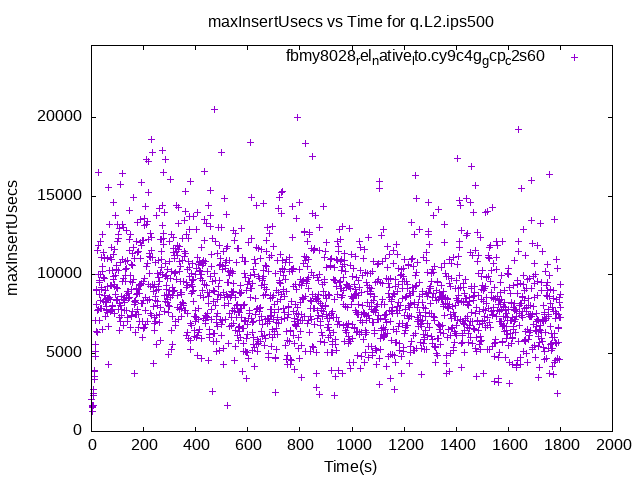 maxInsertUsecs vs Time for q.L2.ips500
fbmy8028relnativelto.cy9c4ggcpc2s60
20000
15000
10000
5000
0
maxInsertUsecs
0 200 400 600 800 1000 1200 1400 1600 1800 2000
Time(s)